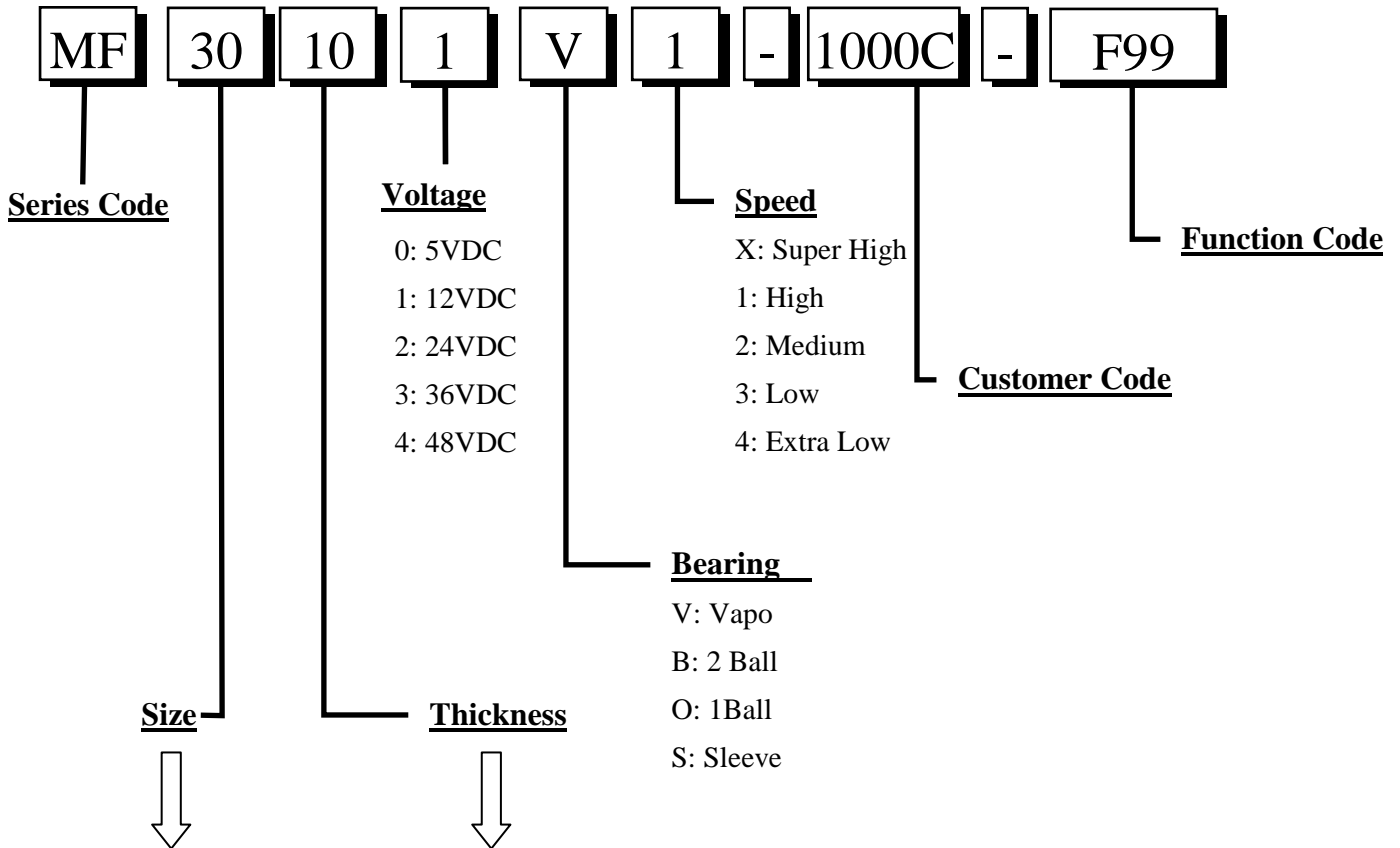 MF 30 10 1 V 1 - 1000C - F99
Series Code
Voltage
0: 5VDC
1: 12VDC
2: 24VDC
3: 36VDC
4: 48VDC
Speed
X: Super High
1: High
2: Medium
3: Low
4: Extra Low
Function Code
Customer Code
Bearing
V: Vapo
B: 2 Ball
O: 1Ball
S: Sleeve
Size
Thickness